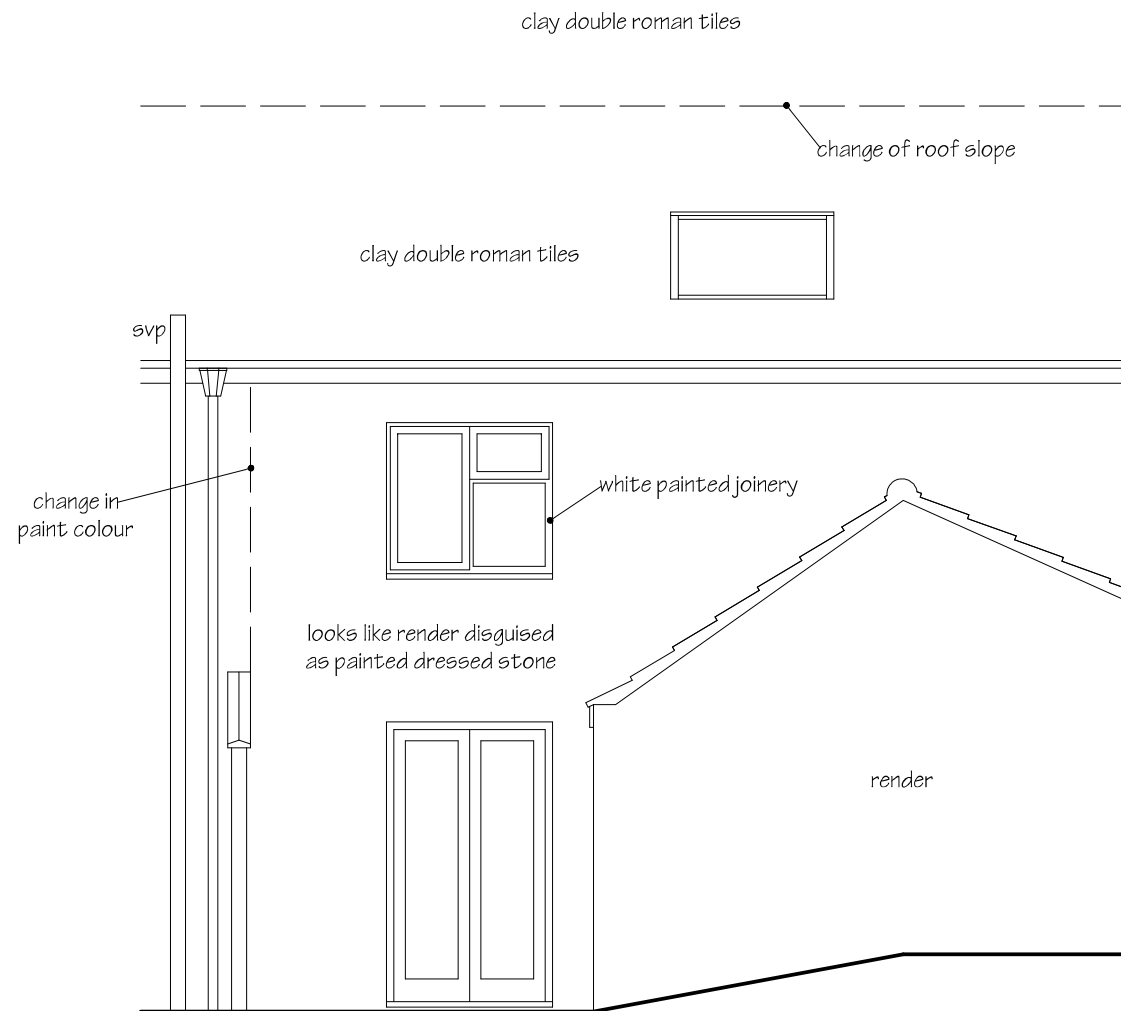 clay double roman tiles
change of roof slope
clay double roman tiles
svp
change in
paint colour
white painted joinery
looks like render disguised
as painted dressed stone
render